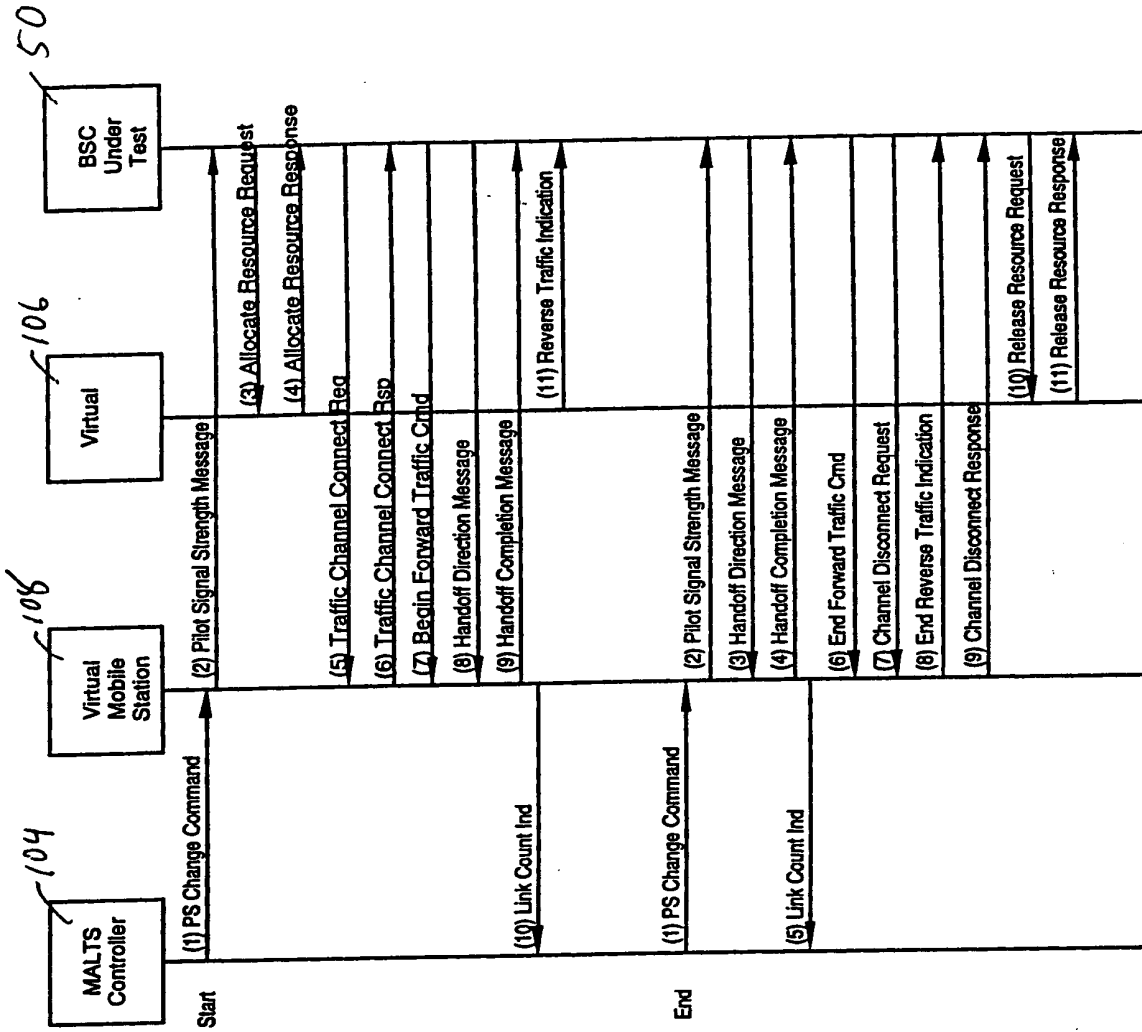 104
108
106
50
MALTS
Controller
Virtual
Mobile
Station
Virtual
BSC
Under
Test
Start
(1) PS Change Command
(2) Pilot Signal Strength Message
(3) Allocate Resource Request
(4) Allocate Resource Response
(5) Traffic Channel Connect Req
(6) Traffic Channel Connect Rsp
(7) Begin Forward Traffic Cmd
(8) Handoff Direction Message
(9) Handoff Completion Message
(10) Link Count Ind
(11) Reverse Traffic Indication
End
(1) PS Change Command
(2) Pilot Signal Strength Message
(3) Handoff Direction Message
(4) Handoff Completion Message
(5) Link Count Ind
(6) End Forward Traffic Cmd
(7) Channel Disconnect Request
(8) End Reverse Traffic Indication
(9) Channel Disconnect Response
(10) Release Resource Request
(11) Release Resource Response